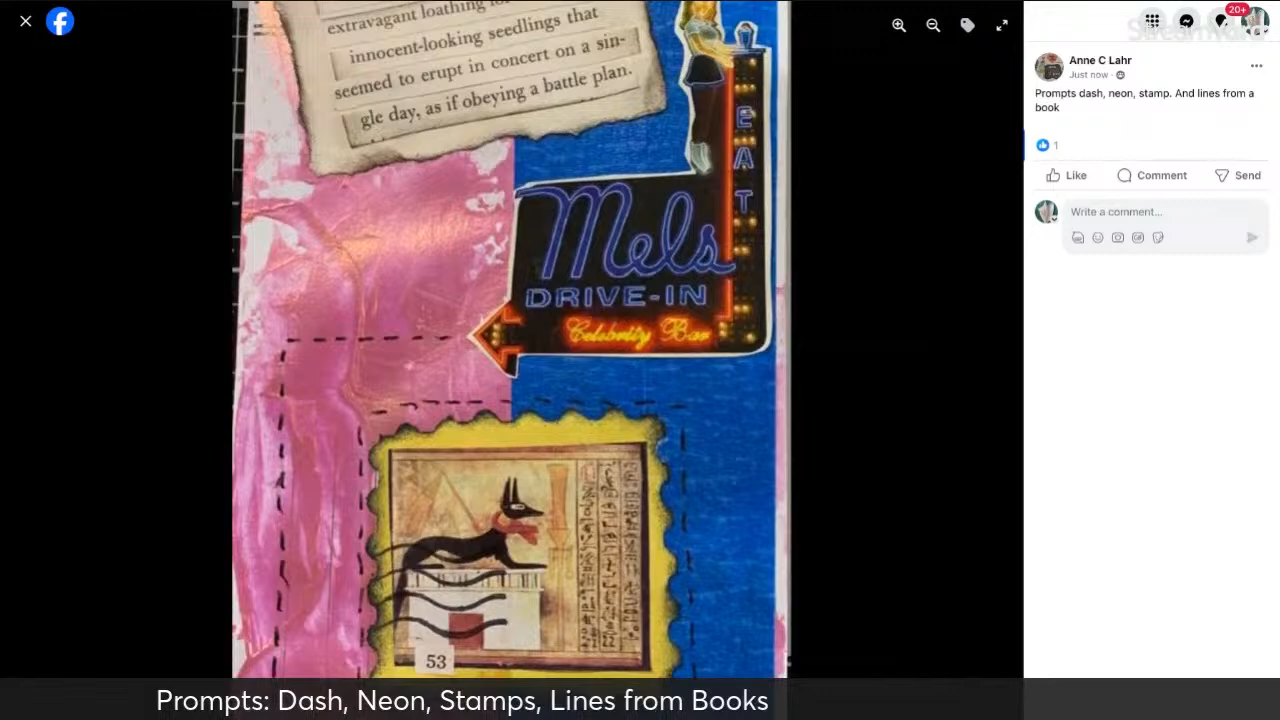 extravagant loathing
innocent-looking seedlings that
seemed to erupt in concert on a sin-
gle day, as if obeying a battle plan.
EAT
Mels
DRIVE-IN
Celebrity Bar
53
20+
Anne C Lahr
Just now
Prompts dash, neon, stamp. And lines from a
book
1
Like
Comment
Send
Write a comment...
Prompts: Dash, Neon, Stamps, Lines from Books